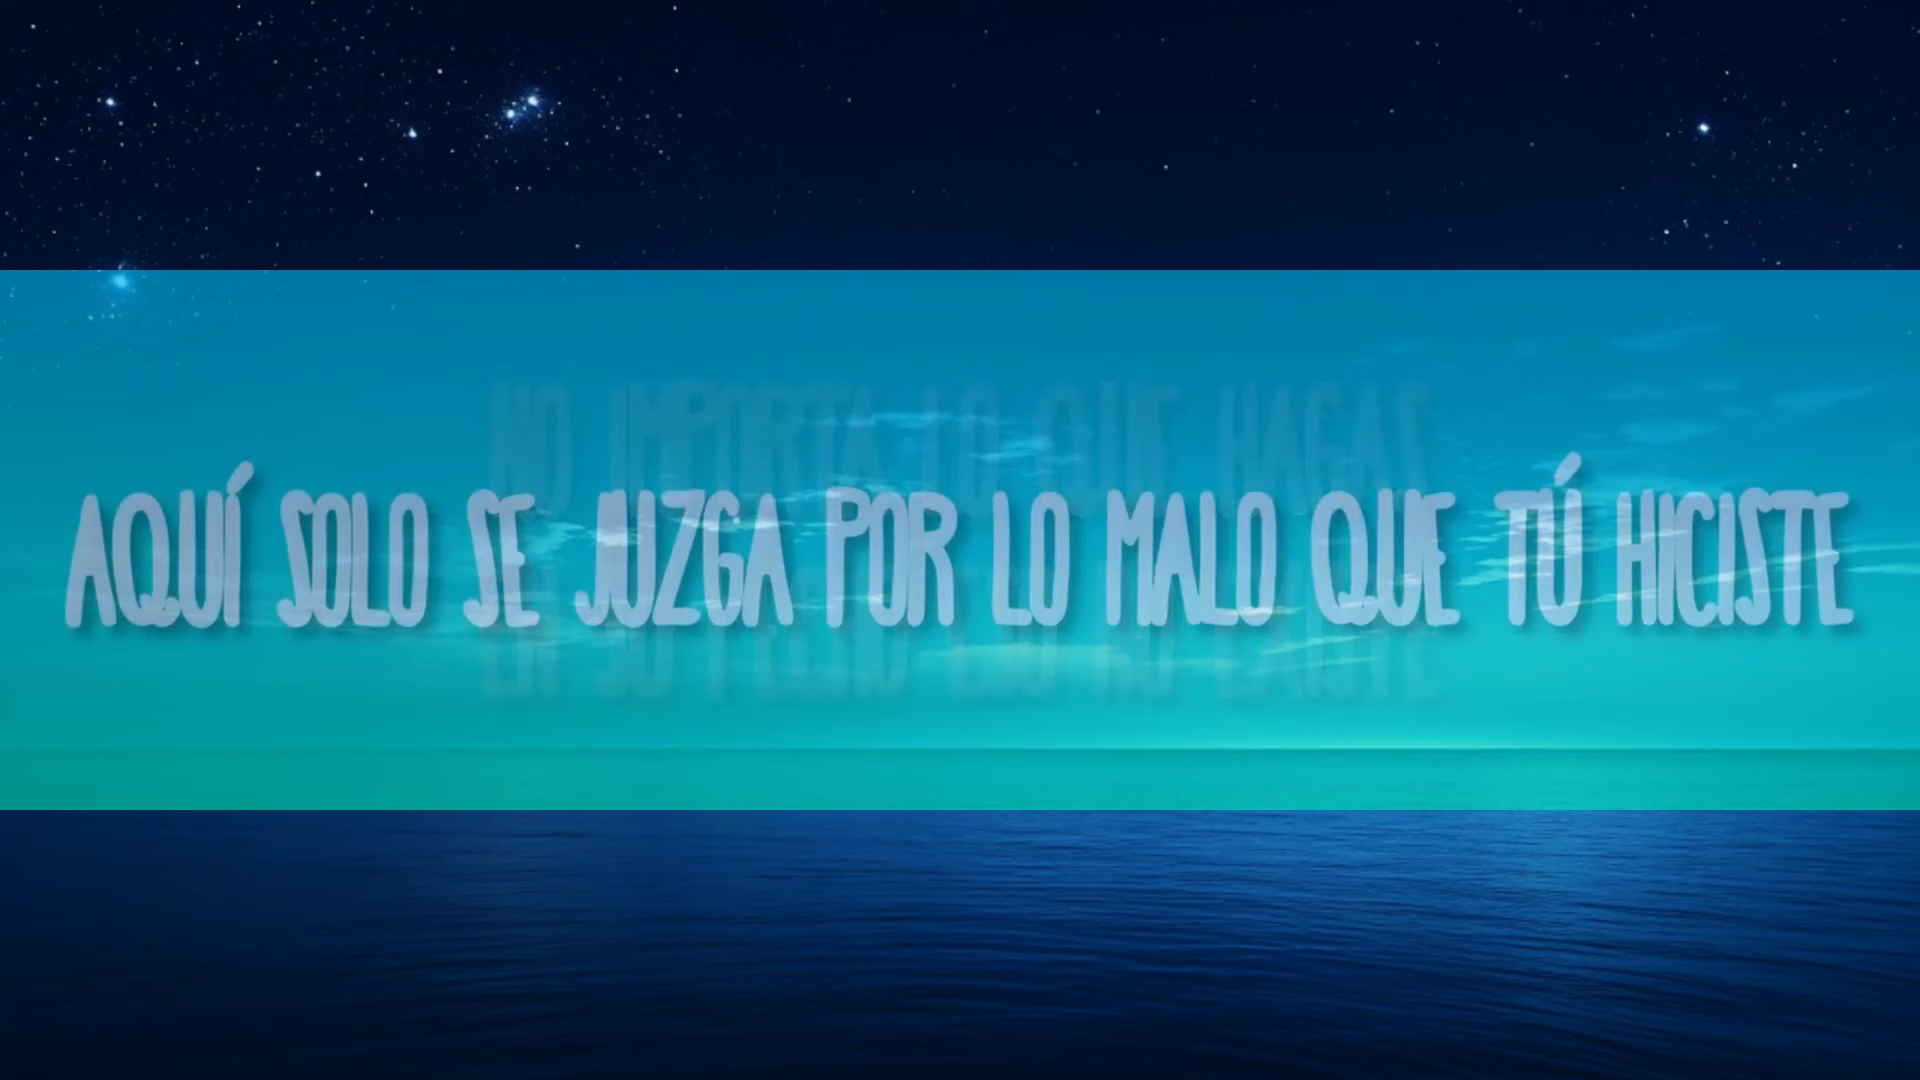 NO IMPORTA LO QUE HAGAS
AQUÍ SOLO SE JUZGA POR LO MALO QUE TÚ HICISTE